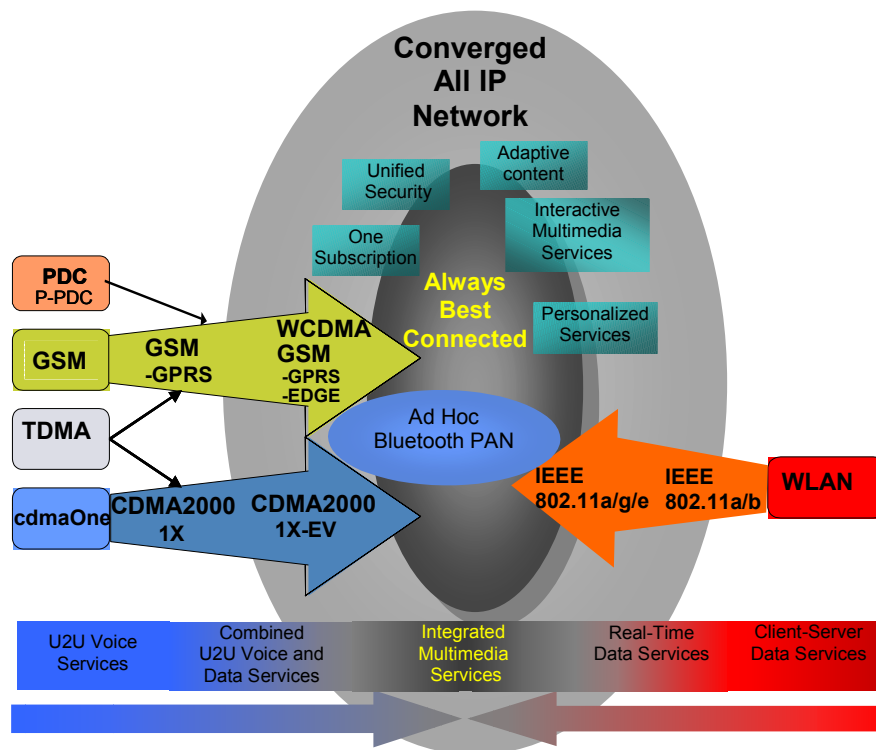 Converged
All IP
Network
Adaptive
content
Unified
Security
Interactive
Multimedia
Services
One
Subscription
Always
Best
Connected
Personalized
Services
PDC
P-PDC
GSM
GSM
-GPRS
WCDMA
GSM
-GPRS
-EDGE
TDMA
Ad Hoc
Bluetooth PAN
cdmaOne
CDMA2000
1X
CDMA2000
1X-EV
IEEE
802.11a/g/e
IEEE
802.11a/b
WLAN
U2U Voice
Services
Combined
U2U Voice and
Data Services
Integrated
Multimedia
Services
Real-Time
Data Services
Client-Server
Data Services